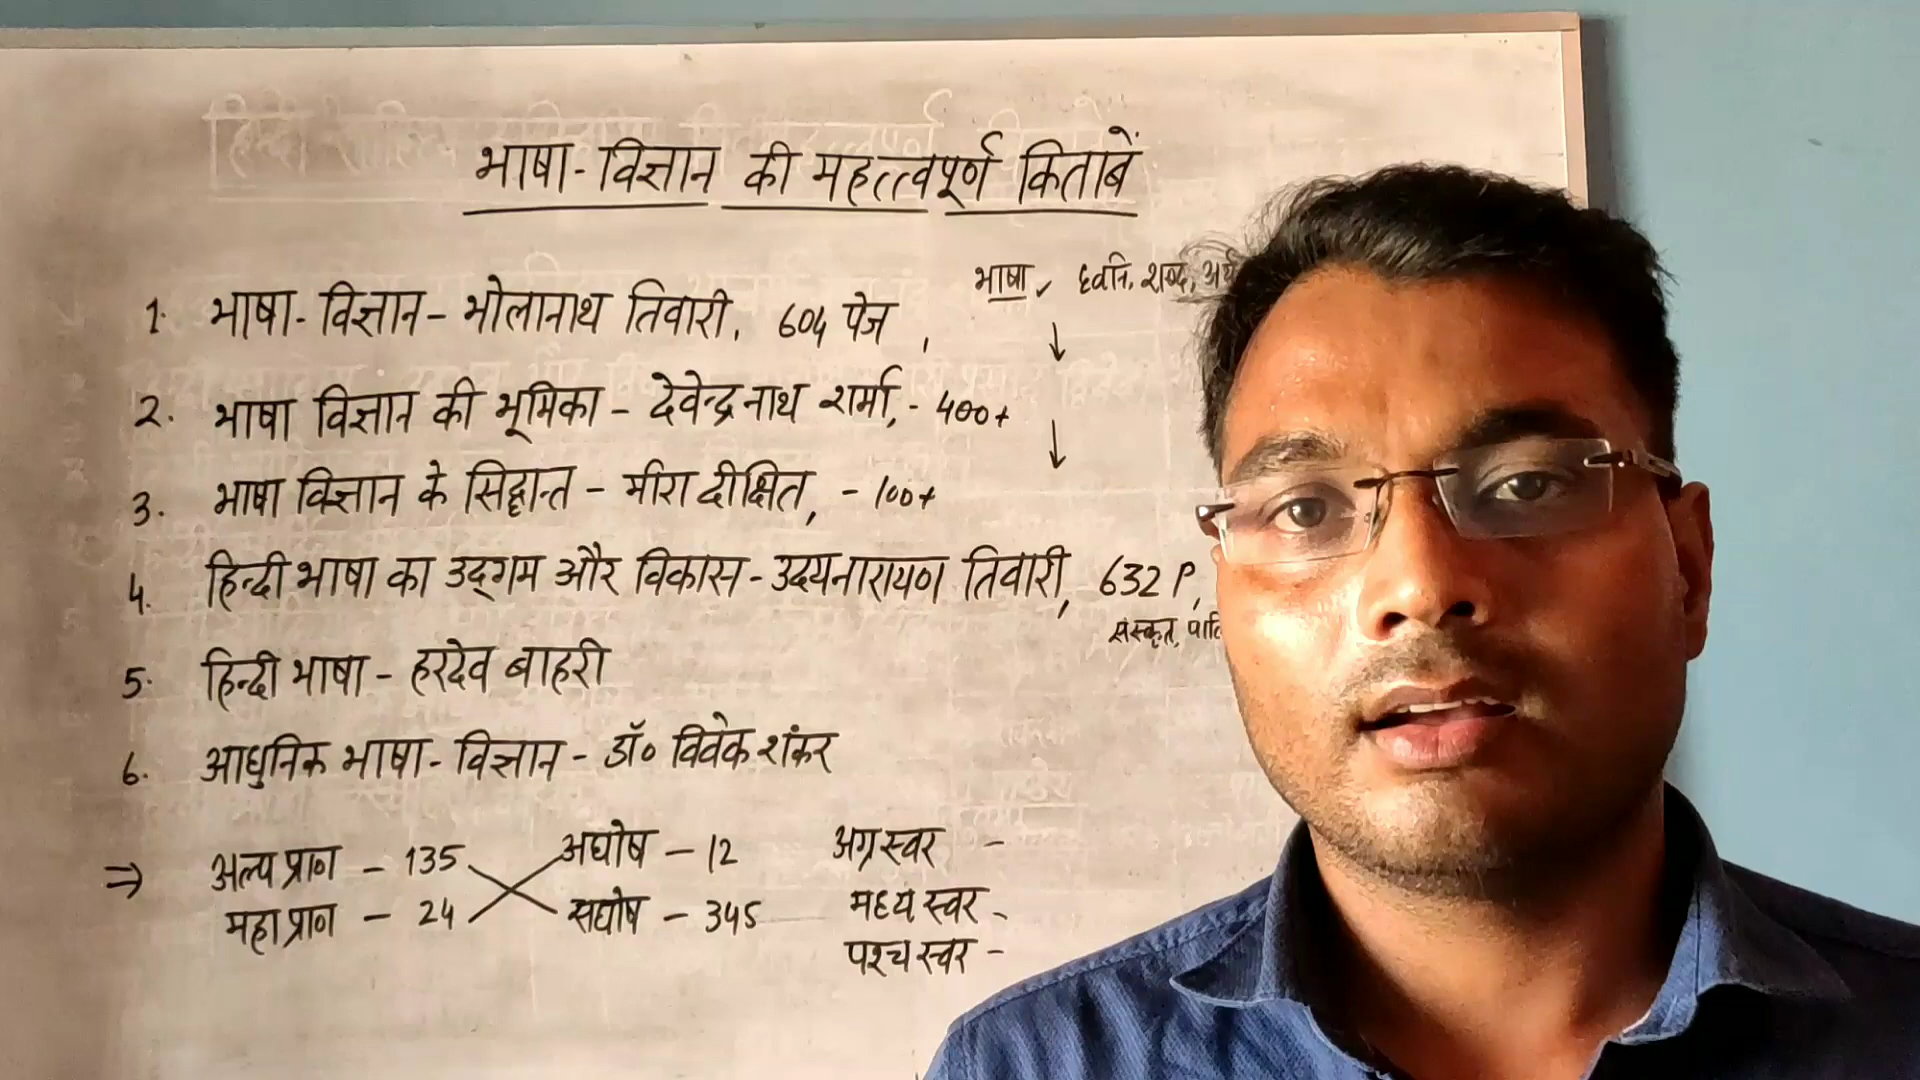 भाषा-विज्ञान की महत्त्वपूर्ण किताबें
भाषा ✓ ध्वनि, शब्द, अर्थ
1. भाषा-विज्ञान - भोलानाथ तिवारी, 604 पेज,
2. भाषा विज्ञान की भूमिका - देवेन्द्रनाथ शर्मा, - 400+
3. भाषा विज्ञान के सिद्धान्त - मीरा दीक्षित, - 100+
4. हिन्दी भाषा का उद्गम और विकास - उदयनारायण तिवारी, 632 P,
संस्कृत, पालि
5. हिन्दी भाषा - हरदेव बाहरी
6. आधुनिक भाषा-विज्ञान - डॉ० विवेक शंकर
⇒ अल्प प्राण - 135 अघोष - 12 अग्र स्वर -
महा प्राण - 24 सघोष - 345 मध्य स्वर -
पश्च स्वर -